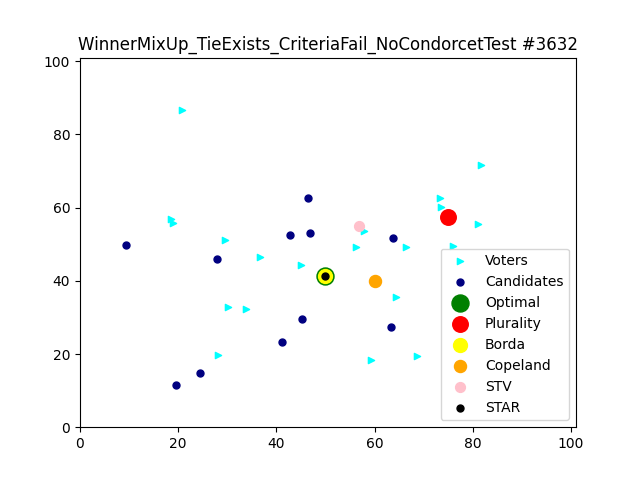 WinnerMixUp_TieExists_CriteriaFail_NoCondorcetTest #3632
100
80
60
40
20
0
0 20 40 60 80 100
Voters
Candidates
Optimal
Plurality
Borda
Copeland
STV
STAR